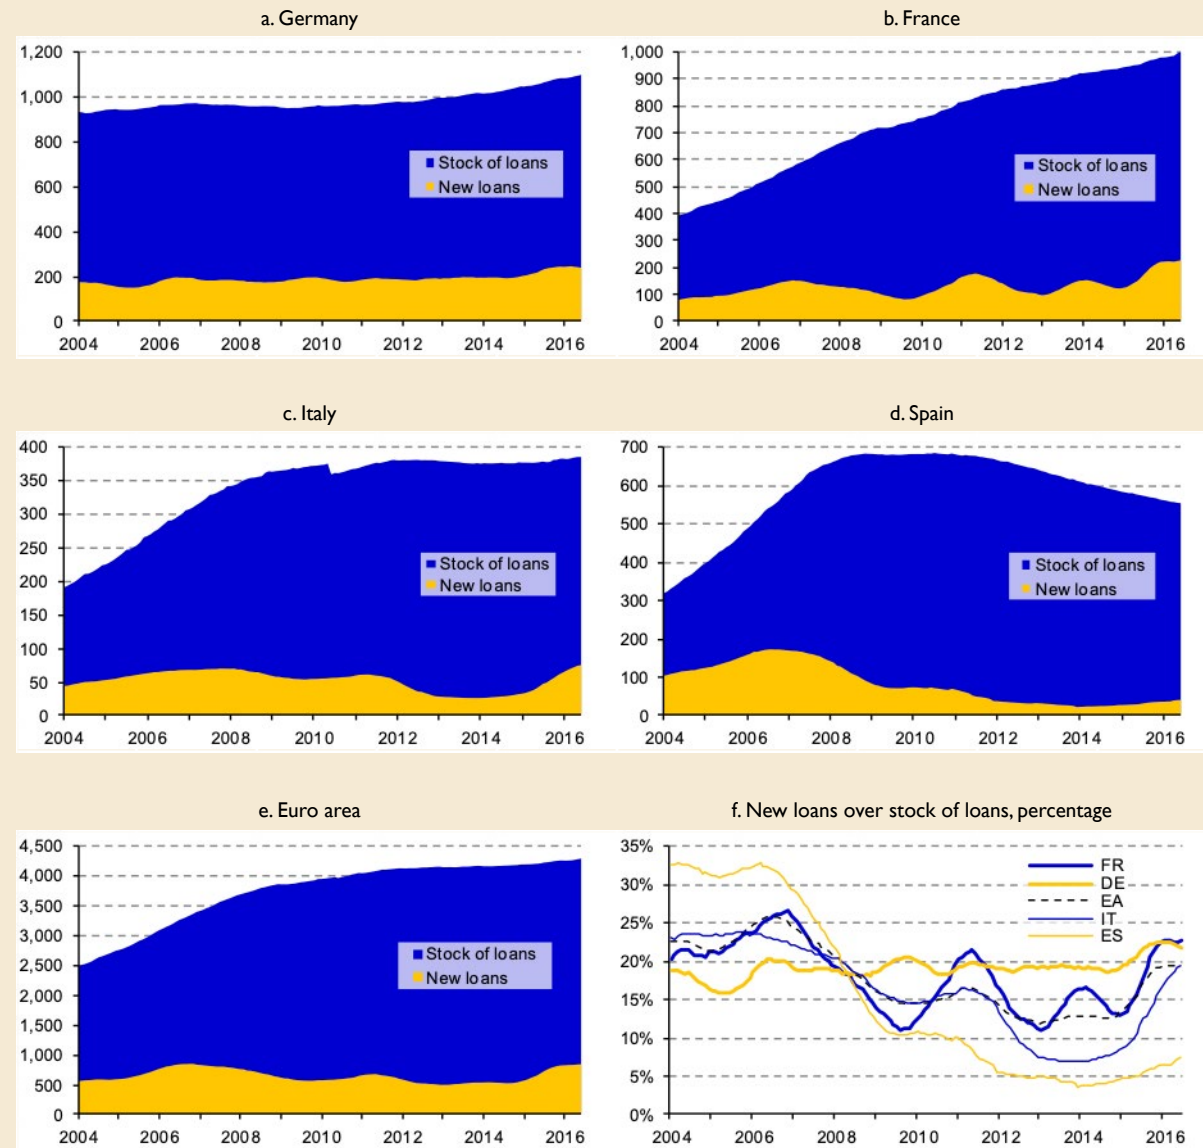 a. Germany
1,200
1,000
800
600
400
200
0
Stock of loans
New loans
2004 2006 2008 2010 2012 2014 2016
b. France
1,000
900
800
700
600
500
400
300
200
100
0
Stock of loans
New loans
2004 2006 2008 2010 2012 2014 2016
c. Italy
400
350
300
250
200
150
100
50
0
Stock of loans
New loans
2004 2006 2008 2010 2012 2014 2016
d. Spain
700
600
500
400
300
200
100
0
Stock of loans
New loans
2004 2006 2008 2010 2012 2014 2016
e. Euro area
4,500
4,000
3,500
3,000
2,500
2,000
1,500
1,000
500
0
Stock of loans
New loans
2004 2006 2008 2010 2012 2014 2016
f. New loans over stock of loans, percentage
35%
30%
25%
20%
15%
10%
5%
0%
FR
DE
EA
IT
ES
2004 2006 2008 2010 2012 2014 2016